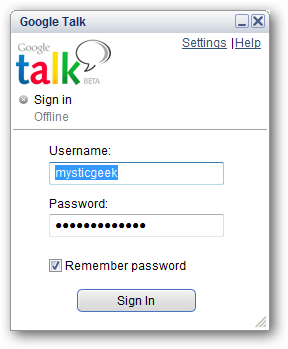 Google Talk
Settings | Help
Google
talk
BETA
Sign in
Offline
Username:
mysticgeek
Password:
•••••••••••••
Remember password
Sign In